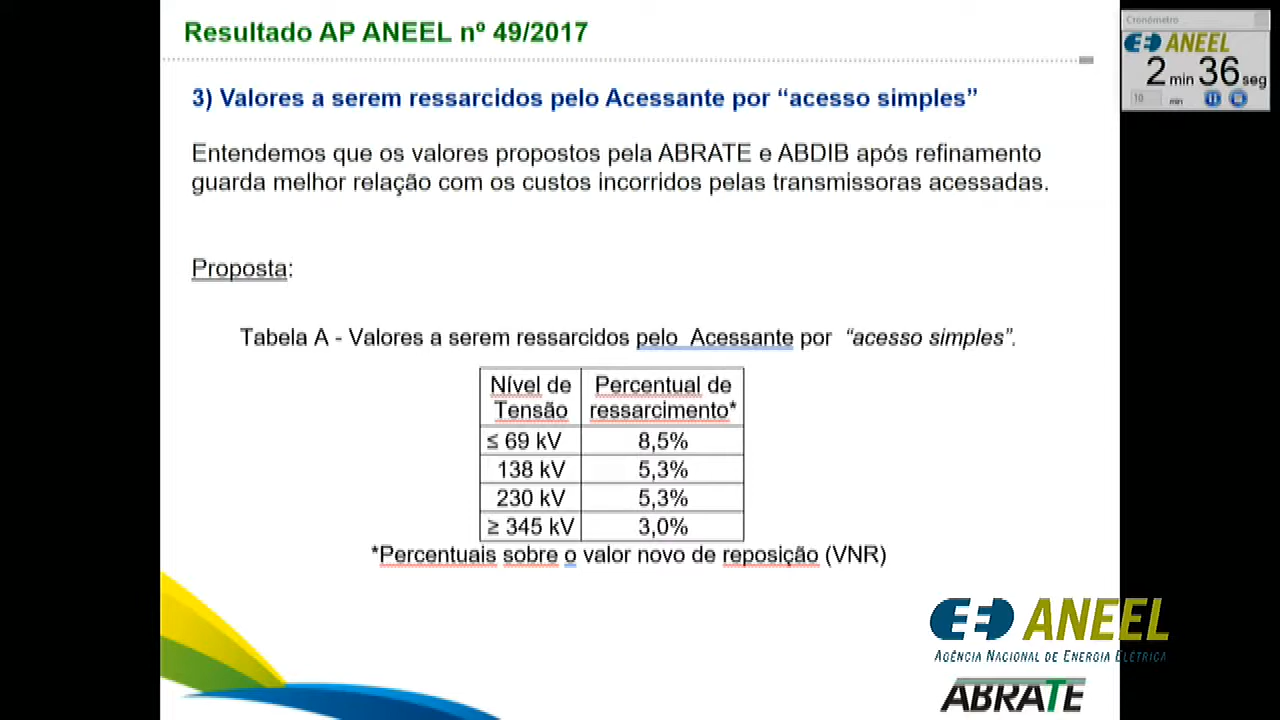 Resultado AP ANEEL nº 49/2017
Cronómetro
ANEEL
2 min 36 seg
10 min
3) Valores a serem ressarcidos pelo Acessante por “acesso simples”
Entendemos que os valores propostos pela ABRATE e ABDIB após refinamento
guarda melhor relação com os custos incorridos pelas transmissoras acessadas.
Proposta:
Tabela A - Valores a serem ressarcidos pelo Acessante por “acesso simples”.
Nível de Tensão Percentual de ressarcimento*
≤ 69 kV 8,5%
138 kV 5,3%
230 kV 5,3%
≥ 345 kV 3,0%
*Percentuais sobre o valor novo de reposição (VNR)
ANEEL
AGÊNCIA NACIONAL DE ENERGIA ELÉTRICA
ABRATE